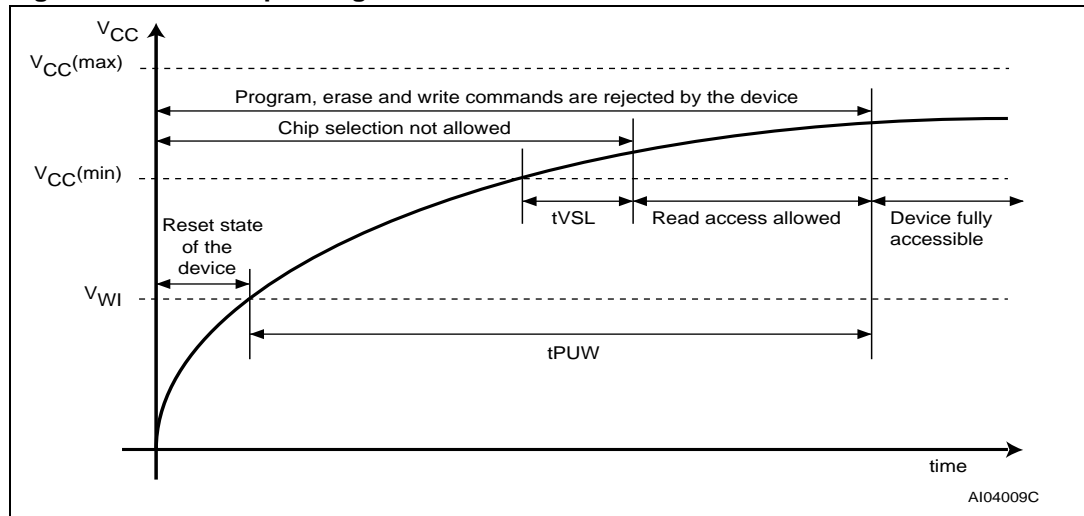 VCC
VCC(max)
Program, erase and write commands are rejected by the device
Chip selection not allowed
VCC(min)
tVSL
Read access allowed
Device fully
accessible
Reset state
of the
device
VWI
tPUW
time
AI04009C